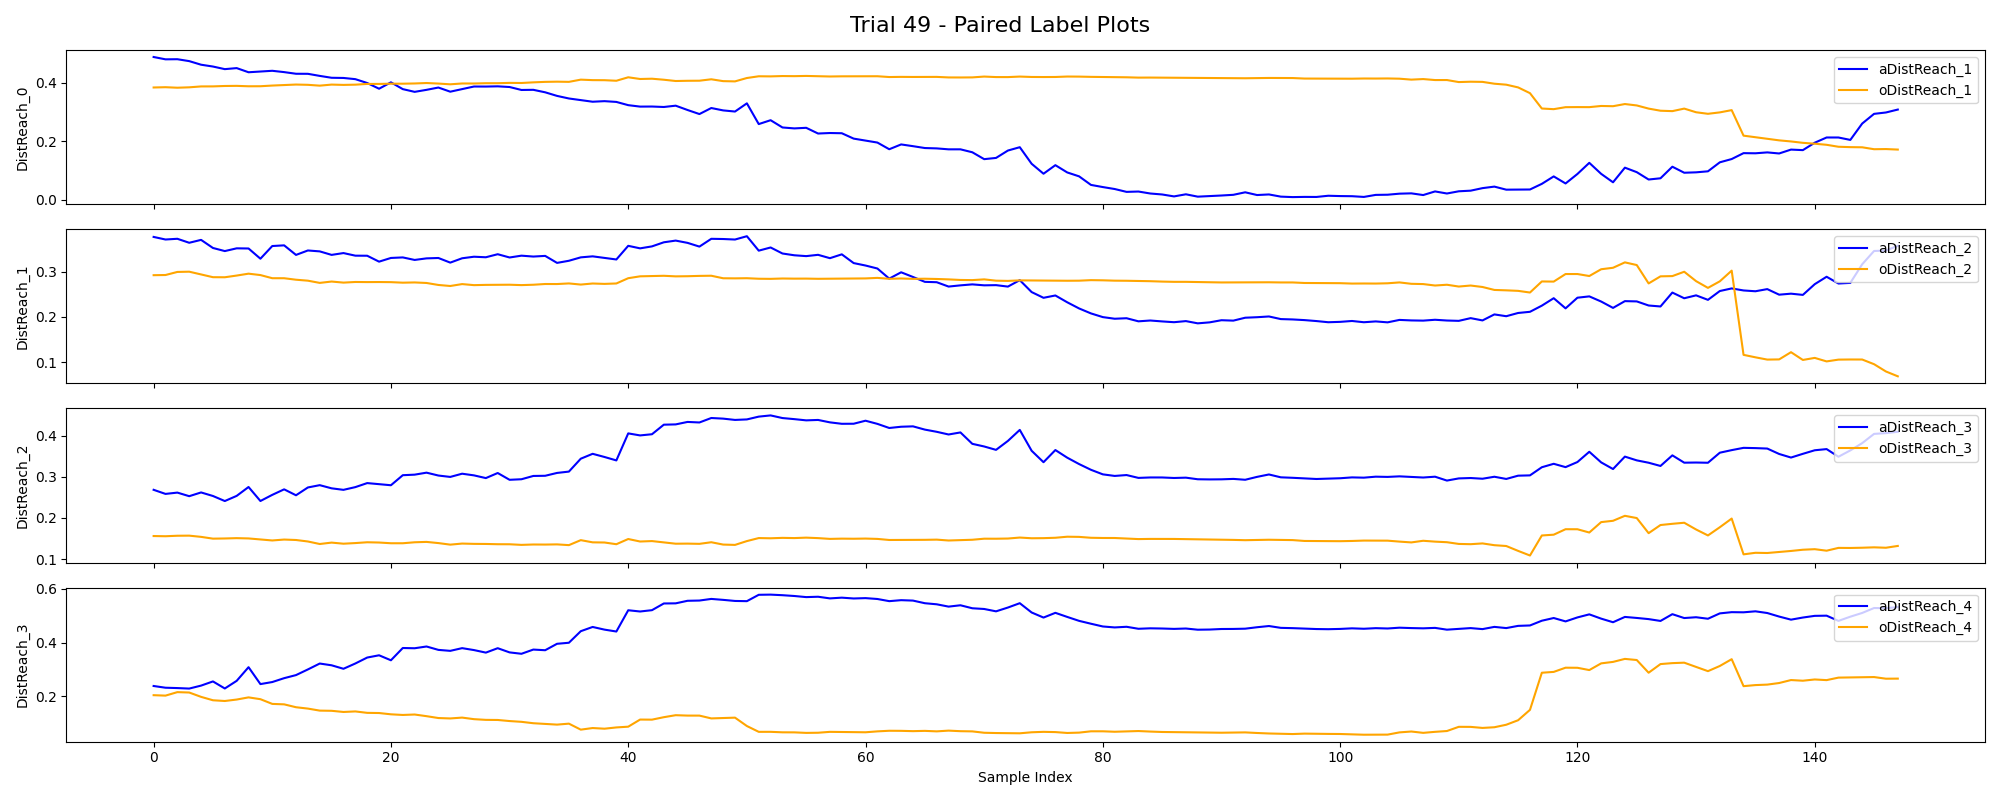 Trial 49 - Paired Label Plots
DistReach_0
0.4
0.2
0.0
aDistReach_1
oDistReach_1
DistReach_1
0.3
0.2
0.1
aDistReach_2
oDistReach_2
DistReach_2
0.4
0.3
0.2
0.1
aDistReach_3
oDistReach_3
DistReach_3
0.6
0.4
0.2
aDistReach_4
oDistReach_4
0 20 40 60 80 100 120 140
Sample Index